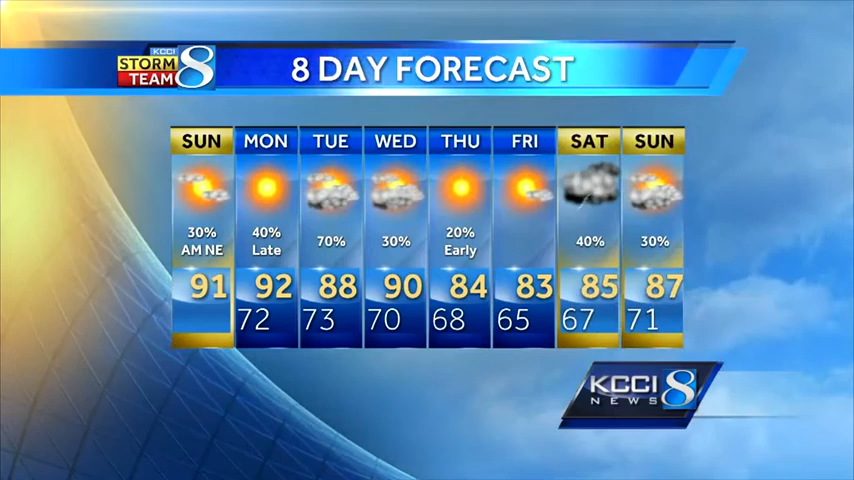 KCCI
STORM
TEAM 8
8 DAY FORECAST
SUN MON TUE WED THU FRI SAT SUN
30% 40% 70% 30% 20% 40% 30%
AM NE Late Early
91 92 88 90 84 83 85 87
72 73 70 68 65 67 71
KCCI 8
NEWS